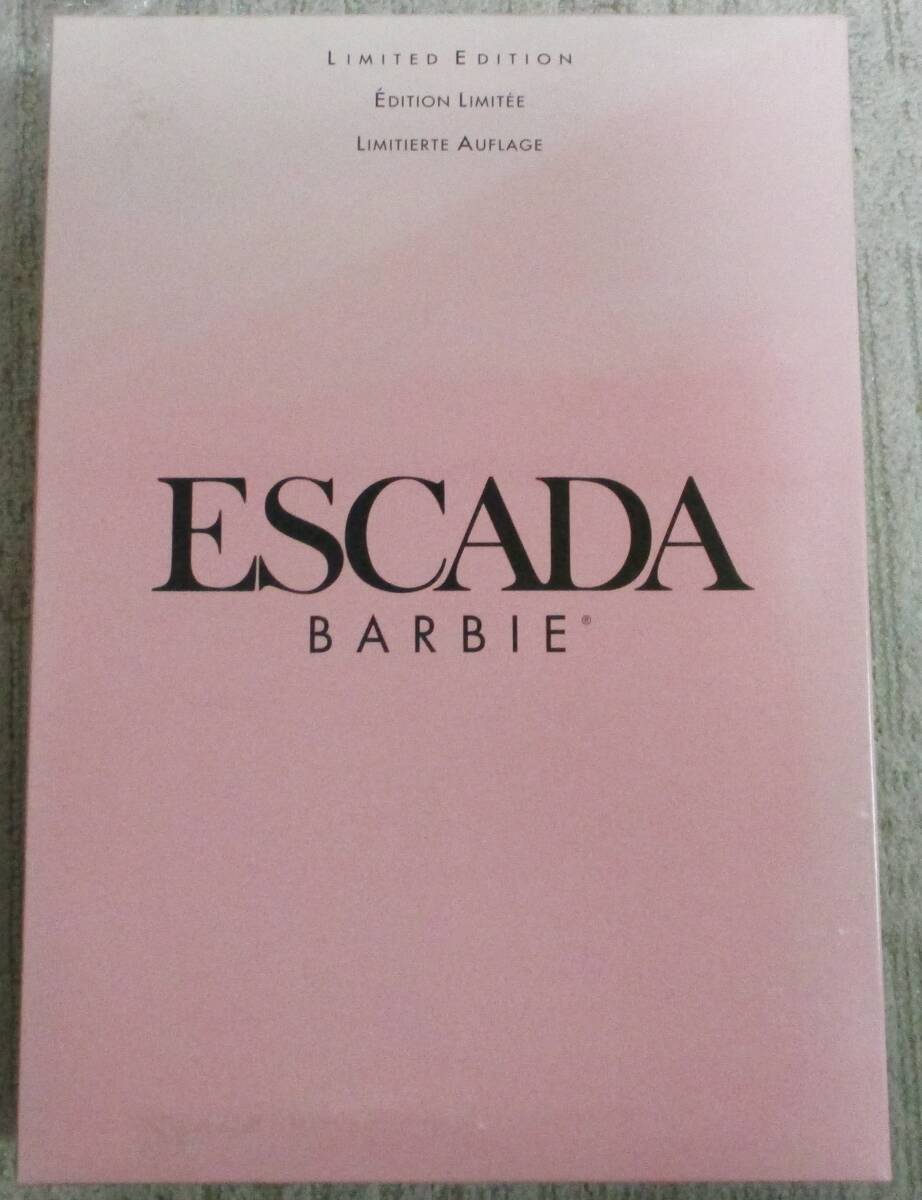 LIMITED EDITION
ÉDITION LIMITÉE
LIMITIERTE AUFLAGE
ESCADA
BARBIE®